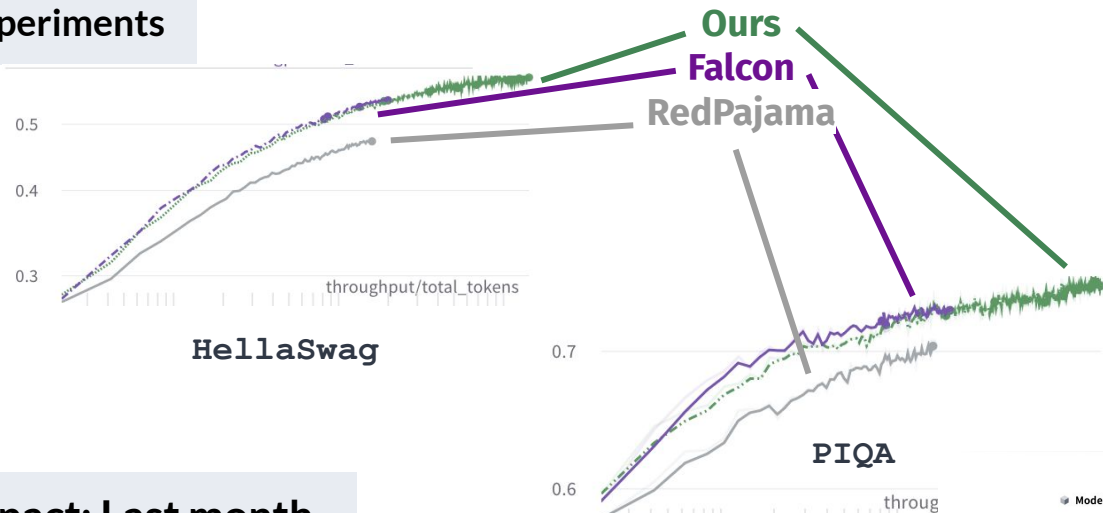 periments
Ours
Falcon
RedPajama
0.5
0.4
0.3
throughput/total_tokens
HellaSwag
0.7
PIQA
0.6
throug
Mode
pact: Last month